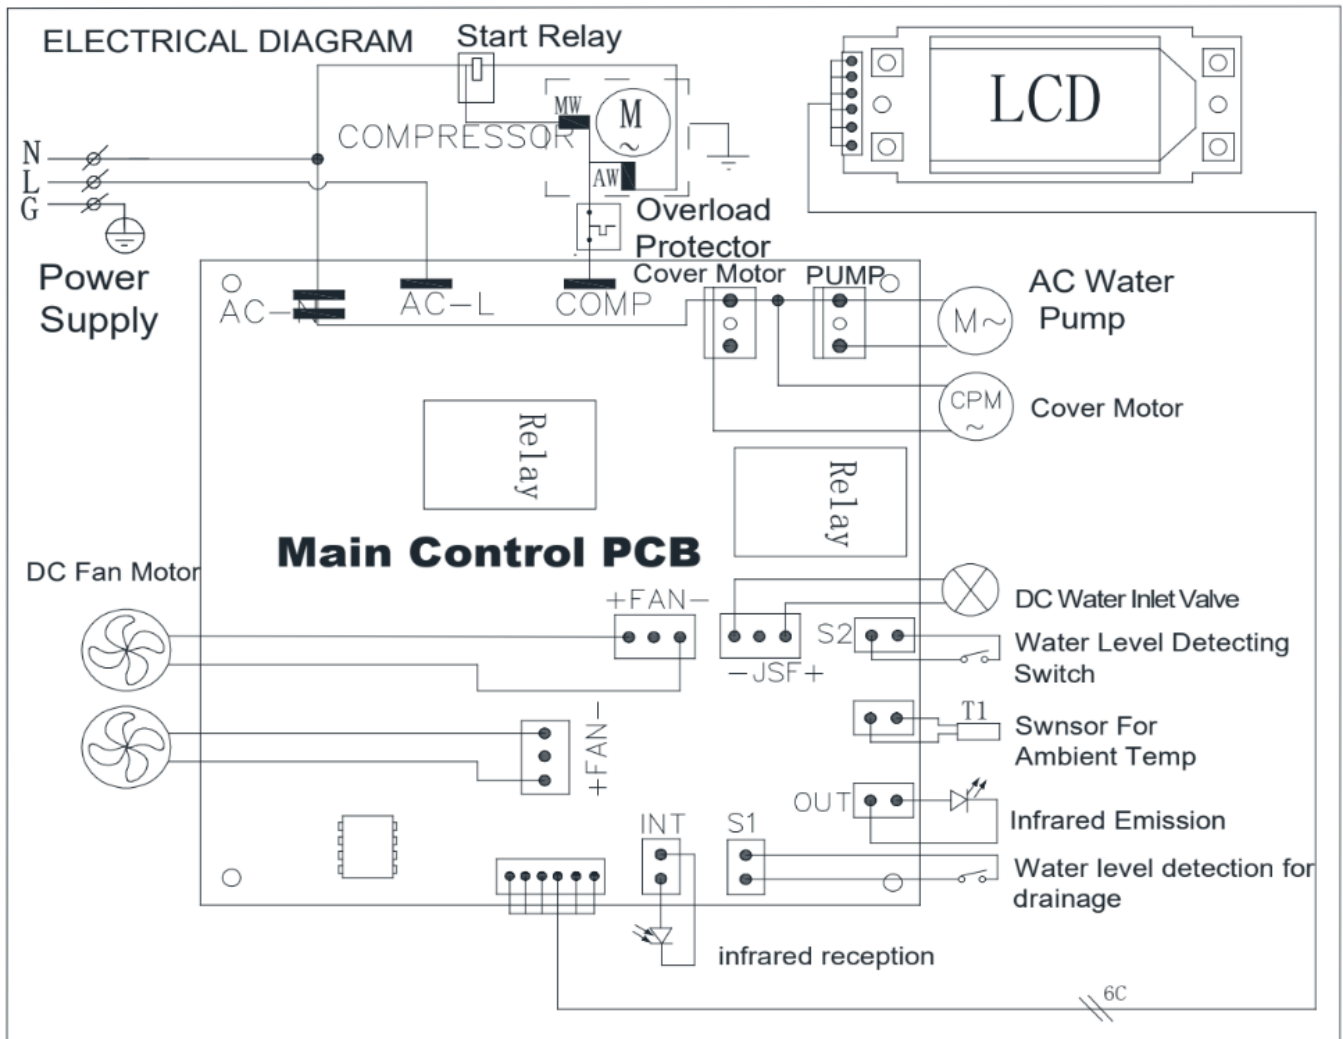 ELECTRICAL DIAGRAM
Start Relay
LCD
MW
M
~
COMPRESSOR
N
L
G
AW
Overload
Protector
Power
Supply
AC-N
AC-L
COMP
Cover Motor
PUMP
M~
AC Water
Pump
CPM
~
Cover Motor
Relay
Relay
Main Control PCB
DC Fan Motor
+FAN-
-JSF+
DC Water Inlet Valve
S2
Water Level Detecting
Switch
T1
Swnsor For
Ambient Temp
+FAN-
OUT
Infrared Emission
INT
S1
Water level detection for
drainage
infrared reception
6C